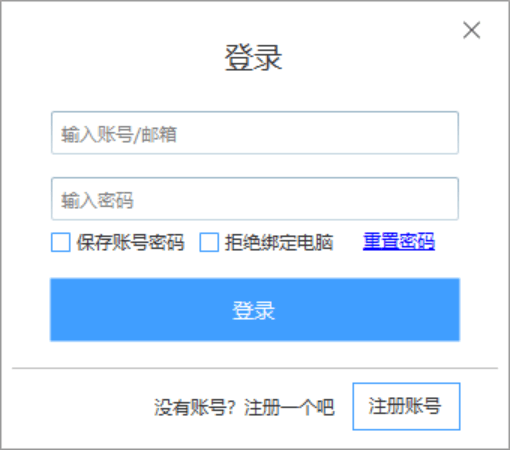 登录
输入账号/邮箱
输入密码
保存账号密码 拒绝绑定电脑 重置密码
登录
没有账号？注册一个吧 注册账号